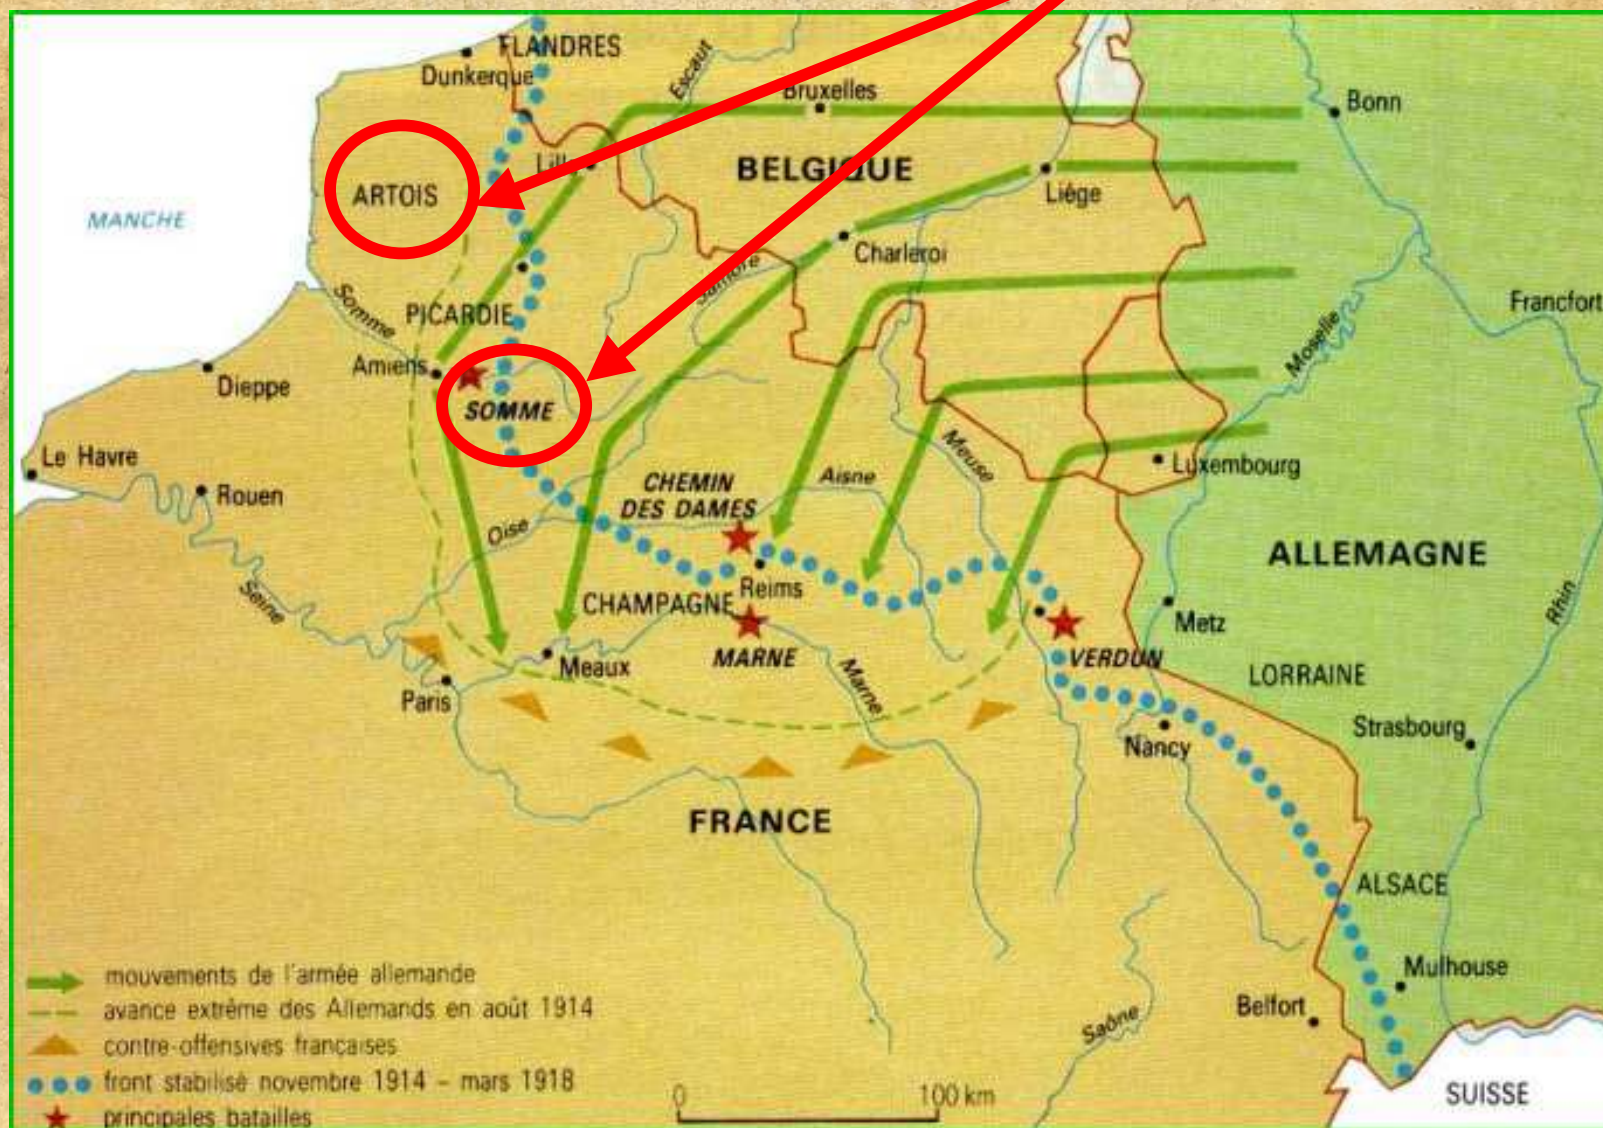 FLANDRES
Dunkerque
Escaut
Bruxelles
Bonn
Lille
BELGIQUE
ARTOIS
Liége
MANCHE
Charleroi
Sambre
Somme
PICARDIE
Francfort
Moselle
Amiens
Dieppe
SOMME
Le Havre
Meuse
Luxembourg
Rouen
CHEMIN
DES DAMES
Aisne
Oise
ALLEMAGNE
Reims
Seine
CHAMPAGNE
Rhin
Metz
Meaux
MARNE
VERDUN
Marne
LORRAINE
Paris
Strasbourg
Nancy
FRANCE
ALSACE
mouvements de l'armée allemande
Mulhouse
avance extrême des Allemands en août 1914
Belfort
Saône
contre-offensives françaises
front stabilisé novembre 1914 – mars 1918
0 100 km
SUISSE
principales batailles